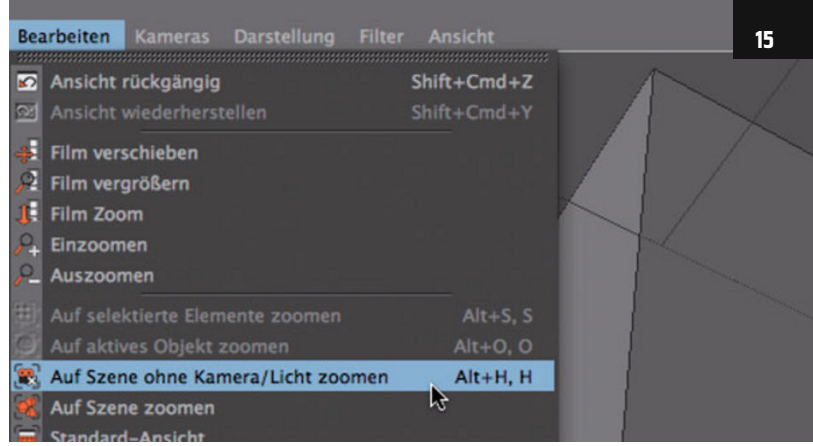 Bearbeiten Kameras Darstellung Filter Ansicht
15
Ansicht rückgängig Shift+Cmd+Z
Ansicht wiederherstellen Shift+Cmd+Y
Film verschieben
Film vergrößern
Film Zoom
Einzoomen
Auszoomen
Auf selektierte Elemente zoomen Alt+S, S
Auf aktives Objekt zoomen Alt+O, O
Auf Szene ohne Kamera/Licht zoomen Alt+H, H
Auf Szene zoomen
Standard-Ansicht